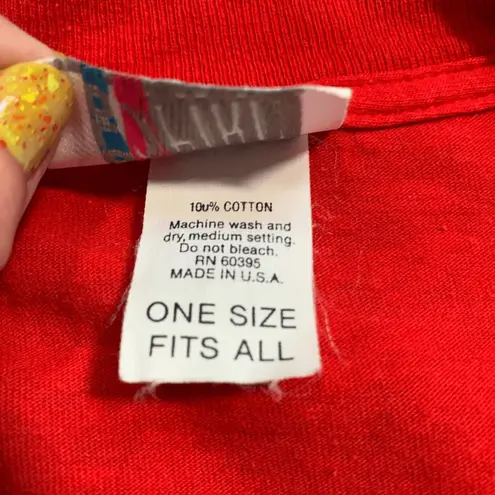 100% COTTON
Machine wash and
dry, medium setting.
Do not bleach.
RN 60395
MADE IN U.S.A.
ONE SIZE
FITS ALL